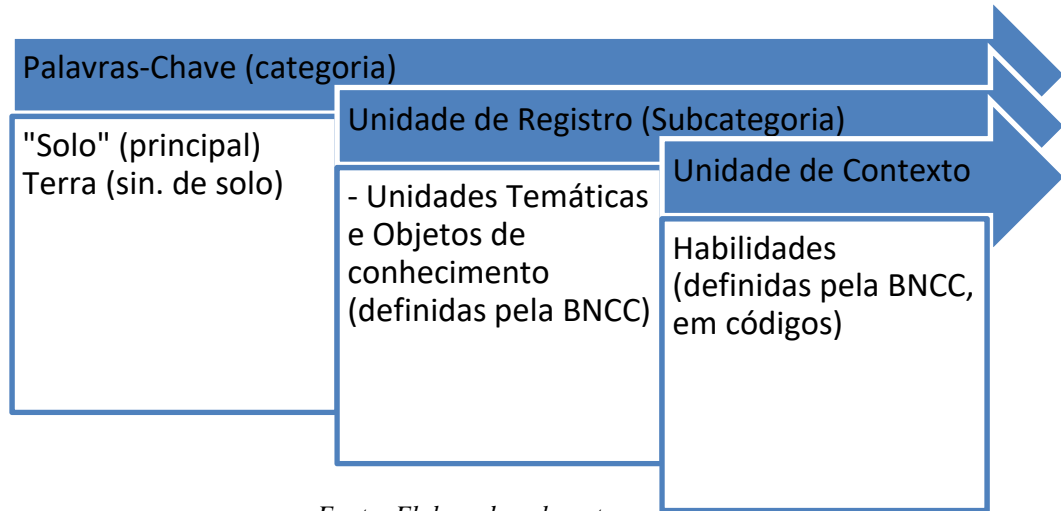 Palavras-Chave (categoria)
"Solo" (principal)
Terra (sin. de solo)
Unidade de Registro (Subcategoria)
- Unidades Temáticas
e Objetos de
conhecimento
(definidas pela BNCC)
Unidade de Contexto
Habilidades
(definidas pela BNCC,
em códigos)